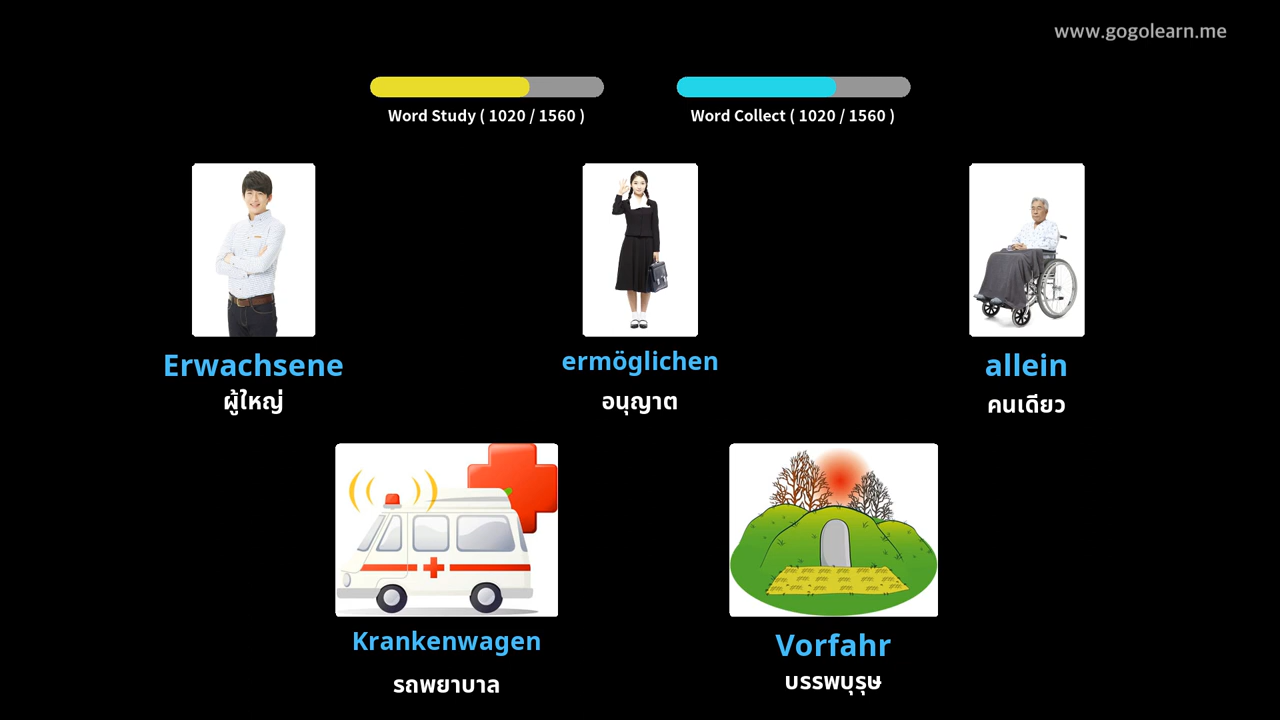 www.gogolearn.me
Word Study ( 1020 / 1560 )
Word Collect ( 1020 / 1560 )
Erwachsene
ผู้ใหญ่
ermöglichen
อนุญาต
allein
คนเดียว
Krankenwagen
รถพยาบาล
Vorfahr
บรรพบุรุษ